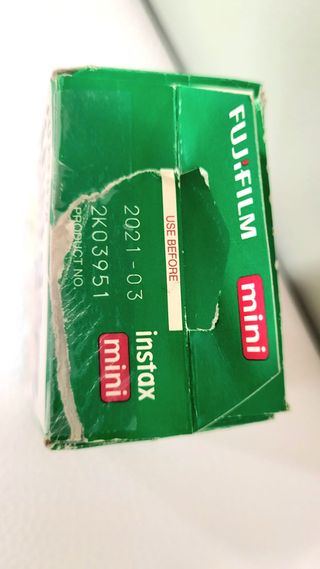 FUJIFILM
mini
USE BEFORE
2021-03
2K03951
PRODUCT NO.
instax
mini